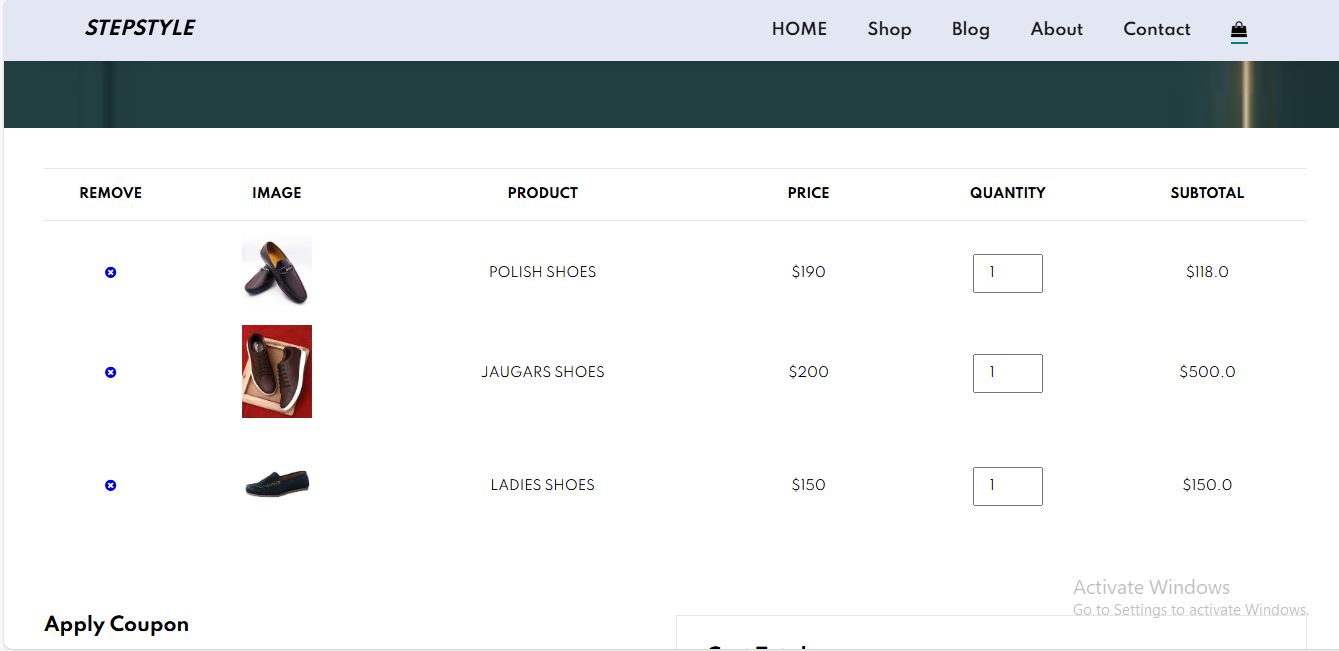 STEPSTYLE
HOME Shop Blog About Contact
REMOVE IMAGE PRODUCT PRICE QUANTITY SUBTOTAL
POLISH SHOES $190 1 $118.0
JAUGARS SHOES $200 1 $500.0
LADIES SHOES $150 1 $150.0
Activate Windows
Go to Settings to activate Windows.
Apply Coupon